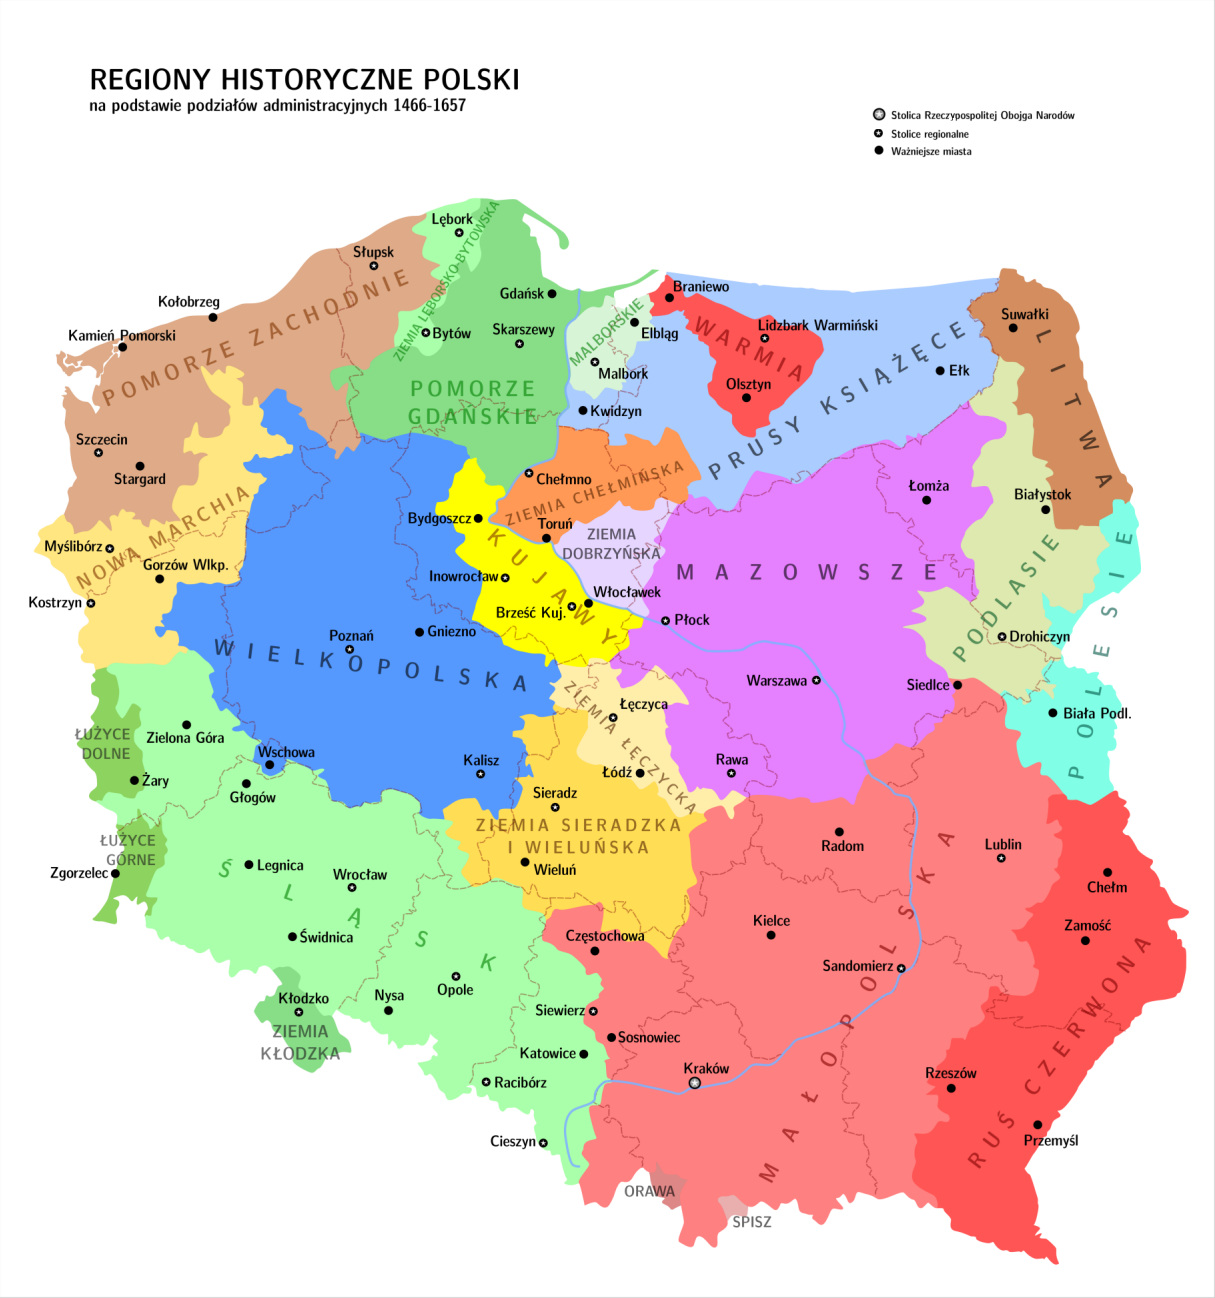 REGIONY HISTORYCZNE POLSKI
na podstawie podziałów administracyjnych 1466-1657
Stolica Rzeczypospolitej Obojga Narodów
Stolice regionalne
Ważniejsze miasta
Lębork
ZIEMIA LĘBORSKO-BYTOWSKA
Słupsk
Kołobrzeg
Kamień Pomorski
POMORZE ZACHODNIE
Gdańsk
Skarszewy
Bytów
POMORZE
GDAŃSKIE
MALBORSKIE
Elbląg
Malbork
Kwidzyn
Braniewo
Lidzbark Warmiński
WARMIA
Olsztyn
PRUSY KSIĄŻĘCE
Ełk
Suwałki
LITWA
Szczecin
Stargard
NOWA MARCHIA
Myślibórz
Gorzów Wlkp.
Kostrzyn
Chełmno
ZIEMIA CHEŁMIŃSKA
Toruń
Bydgoszcz
KUJAWY
Inowrocław
Brześć Kuj.
Włocławek
ZIEMIA
DOBRZYŃSKA
Łomża
Białystok
MAZOWSZE
Płock
Warszawa
Siedlce
Rawa
PODLASIE
Drohiczyn
POLESIE
Biała Podl.
Poznań
Gniezno
WIELKOPOLSKA
Wschowa
Kalisz
ZIEMIA ŁĘCZYCKA
Łęczyca
Łódź
Sieradz
ZIEMIA SIERADZKA
I WIELUŃSKA
Wieluń
ŁUŻYCE
DOLNE
Zielona Góra
Żary
Głogów
ŁUŻYCE
GÓRNE
Zgorzelec
Legnica
Wrocław
ŚLĄSK
Świdnica
Opole
Nysa
Kłodzko
ZIEMIA
KŁODZKA
Racibórz
Katowice
Cieszyn
Częstochowa
Siewierz
Sosnowiec
Kraków
Kielce
Radom
Sandomierz
Lublin
MAŁOPOLSKA
ORAWA
SPISZ
Chełm
Zamość
RUŚ CZERWONA
Rzeszów
Przemyśl